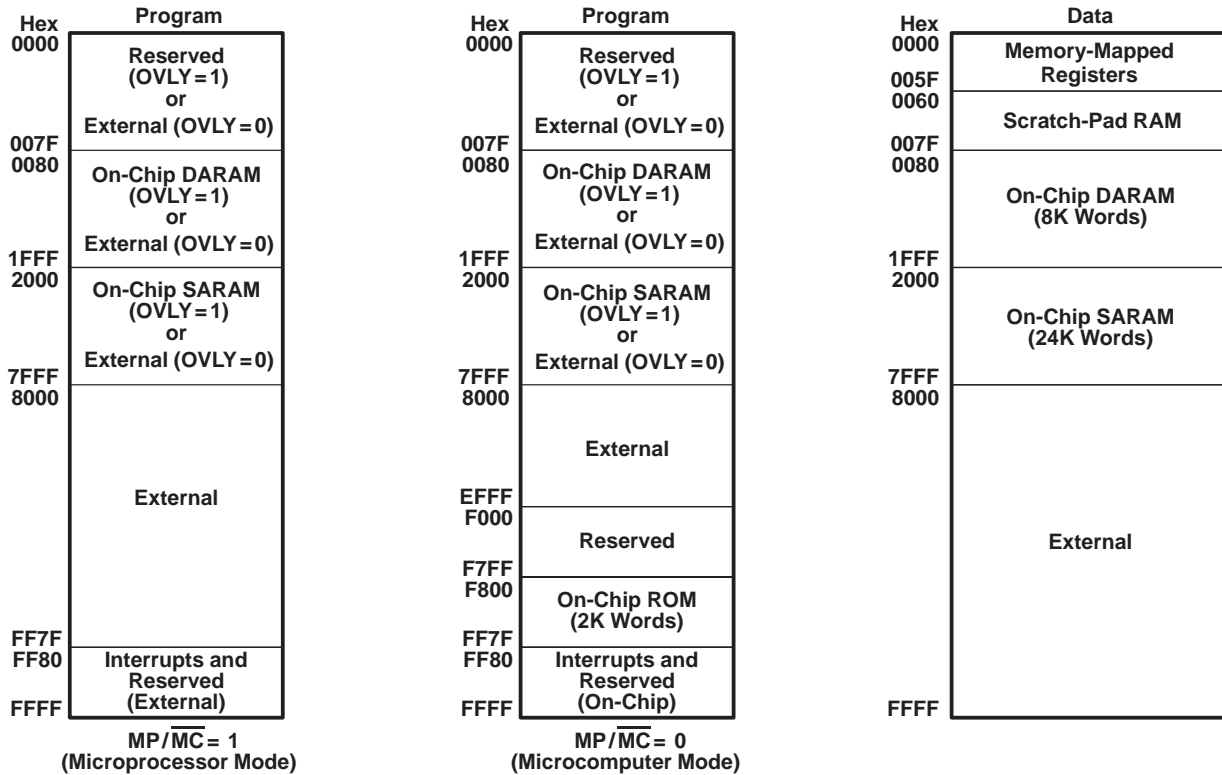 Hex
Program
0000
Reserved
(OVLY = 1)
or
External (OVLY = 0)
007F
0080
On-Chip DARAM
(OVLY = 1)
or
External (OVLY = 0)
1FFF
2000
On-Chip SARAM
(OVLY = 1)
or
External (OVLY = 0)
7FFF
8000
External
FF7F
FF80
Interrupts and
Reserved
(External)
FFFF
MP/M̅C̅ = 1
(Microprocessor Mode)
Hex
Program
0000
Reserved
(OVLY = 1)
or
External (OVLY = 0)
007F
0080
On-Chip DARAM
(OVLY = 1)
or
External (OVLY = 0)
1FFF
2000
On-Chip SARAM
(OVLY = 1)
or
External (OVLY = 0)
7FFF
8000
External
EFFF
F000
Reserved
F7FF
F800
On-Chip ROM
(2K Words)
FF7F
FF80
Interrupts and
Reserved
(On-Chip)
FFFF
MP/M̅C̅ = 0
(Microcomputer Mode)
Hex
Data
0000
Memory-Mapped
Registers
005F
0060
Scratch-Pad RAM
007F
0080
On-Chip DARAM
(8K Words)
1FFF
2000
On-Chip SARAM
(24K Words)
7FFF
8000
External
FFFF